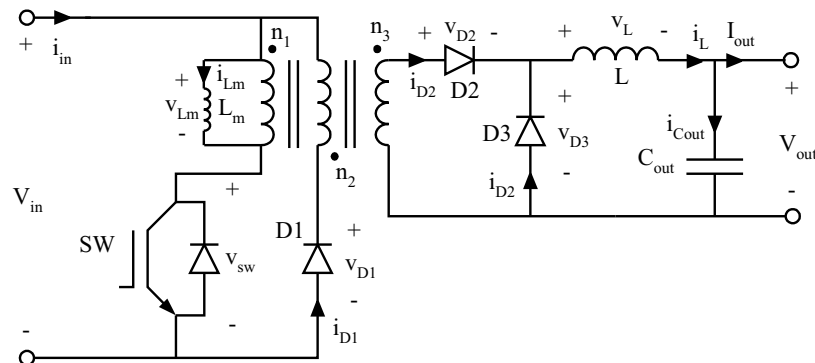 +
i_in
n_1
n_3
+ v_D2 -
i_D2
D2
+ v_L -
L
i_L
I_out
+
v_Lm
-
i_Lm
L_m
n_2
D3
+
v_D3
-
i_D2
i_Cout
C_out
+
V_out
-
V_in
SW
+
v_sw
-
D1
+
v_D1
-
i_D1
-